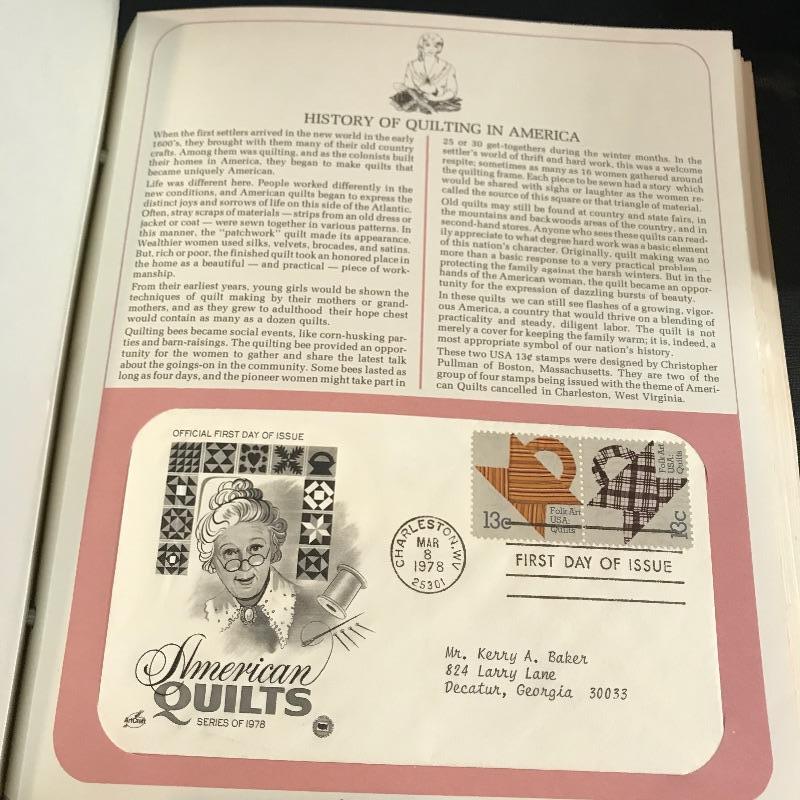 HISTORY OF QUILTING IN AMERICA
When the first settlers arrived in the new world in the early
1600's, they brought with them many of their old country
crafts. Among them was quilting, and as the colonists built
their homes in America, they began to make quilts that
became uniquely American.
Life was different here. People worked differently in the
new conditions, and American quilts began to express the
distinct joys and sorrows of life on this side of the Atlantic.
Often, stray scraps of materials — strips from an old dress or
jacket or coat — were sewn together in various patterns. In
this manner, the "patchwork" quilt made its appearance.
Wealthier women used silks, velvets, brocades, and satins.
But, rich or poor, the finished quilt took an honored place in
the home as a beautiful — and practical — piece of work-
manship.
From their earliest years, young girls would be shown the
techniques of quilt making by their mothers or grand-
mothers, and as they grew to adulthood their hope chest
would contain as many as a dozen quilts.
Quilting bees became social events, like corn-husking par-
ties and barn-raisings. The quilting bee provided an oppor-
tunity for the women to gather and share the latest talk
about the goings-on in the community. Some bees lasted as
long as four days, and the pioneer women might take part in
25 or 30 get-togethers during the winter months. In the
settler's world of thrift and hard work, this was a welcome
respite; sometimes as many as 16 women gathered around
the quilting frame. Each piece to be sewn had a story which
would be shared with sighs or laughter as the women re-
called the source of this square or that triangle of material.
Old quilts may still be found at country and state fairs, in
the mountains and backwoods areas of the country, and in
second-hand stores. Anyone who sees these quilts can read-
ily appreciate to what degree hard work was a basic element
of this nation's character. Originally, quilt making was no
more than a basic response to a very practical problem —
protecting the family against the harsh winters. But in the
hands of the American woman, the quilt became an oppor-
tunity for the expression of dazzling bursts of beauty.
In these quilts we can still see flashes of a growing, vigor-
ous America, a country that would thrive on a blending of
practicality and steady, diligent labor. The quilt is not
merely a cover for keeping the family warm; it is, indeed, a
most appropriate symbol of our nation's history.
These two USA 13¢ stamps were designed by Christopher
Pullman of Boston, Massachusetts. They are two of the
group of four stamps being issued with the theme of Ameri-
can Quilts cancelled in Charleston, West Virginia.
OFFICIAL FIRST DAY OF ISSUE
American
QUILTS
SERIES OF 1978
ArtCraft
CHARLESTON, WV
MAR
8
1978
25301
13c
Folk Art
USA:
Quilts
Folk Art
USA:
Quilts
13c
FIRST DAY OF ISSUE
Mr. Kerry A. Baker
824 Larry Lane
Decatur, Georgia 30033